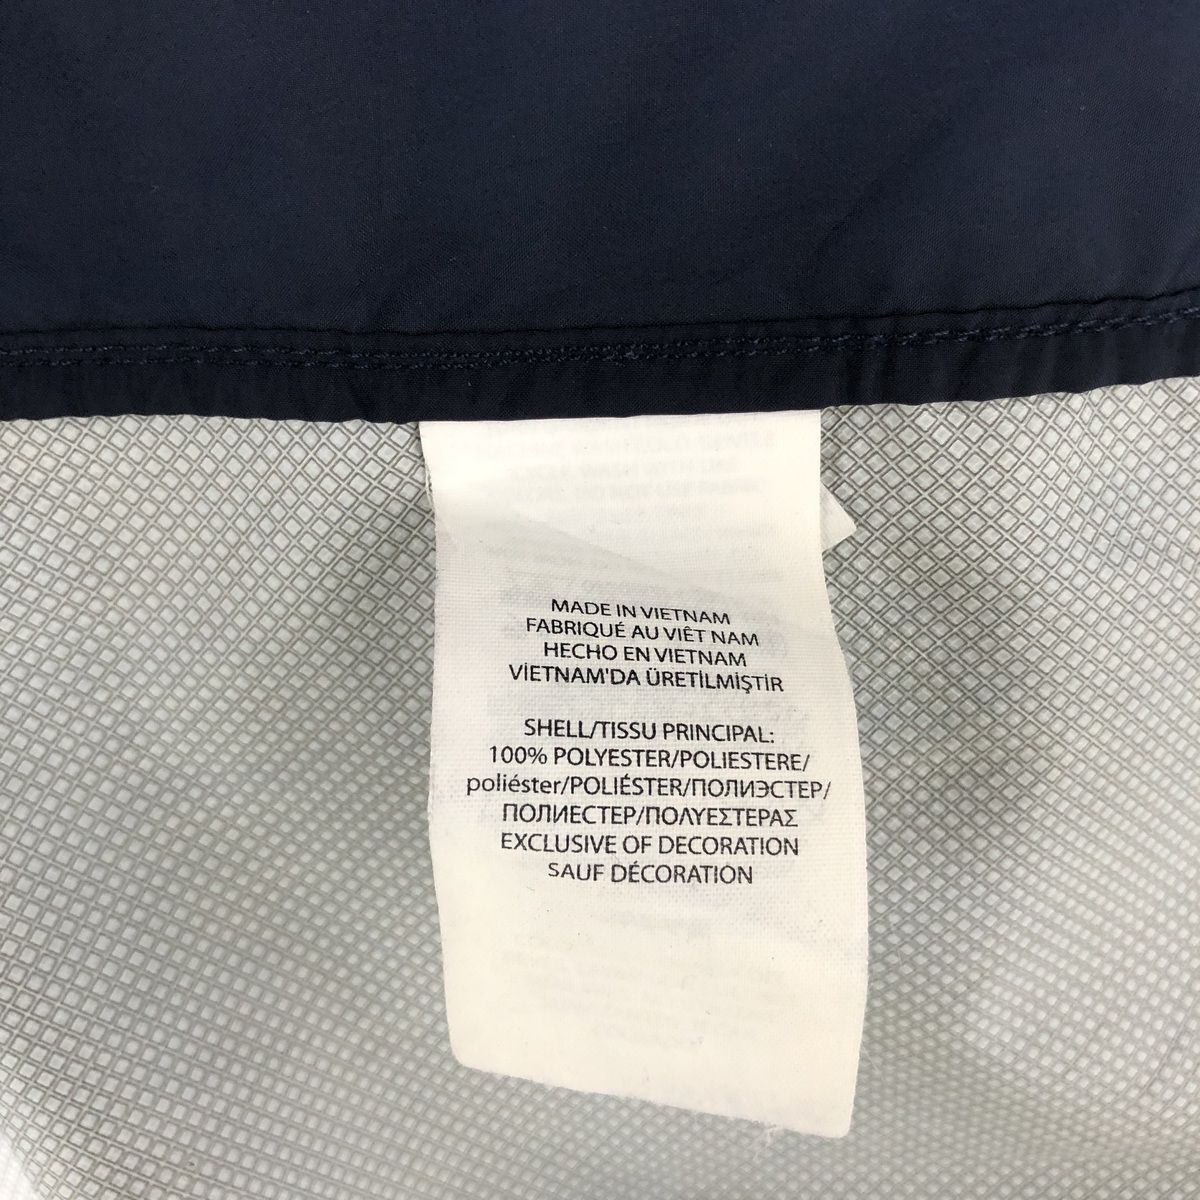 MADE IN VIETNAM
FABRIQUÉ AU VIÊT NAM
HECHO EN VIETNAM
VİETNAM'DA ÜRETİLMİŞTİR
SHELL/TISSU PRINCIPAL:
100% POLYESTER/POLIESTERE/
poliéster/POLIÉSTER/ПОЛИЭСТЕР/
ПОЛИЕСТЕР/ΠΟΛΥΕΣΤΕΡΑΣ
EXCLUSIVE OF DECORATION
SAUF DÉCORATION